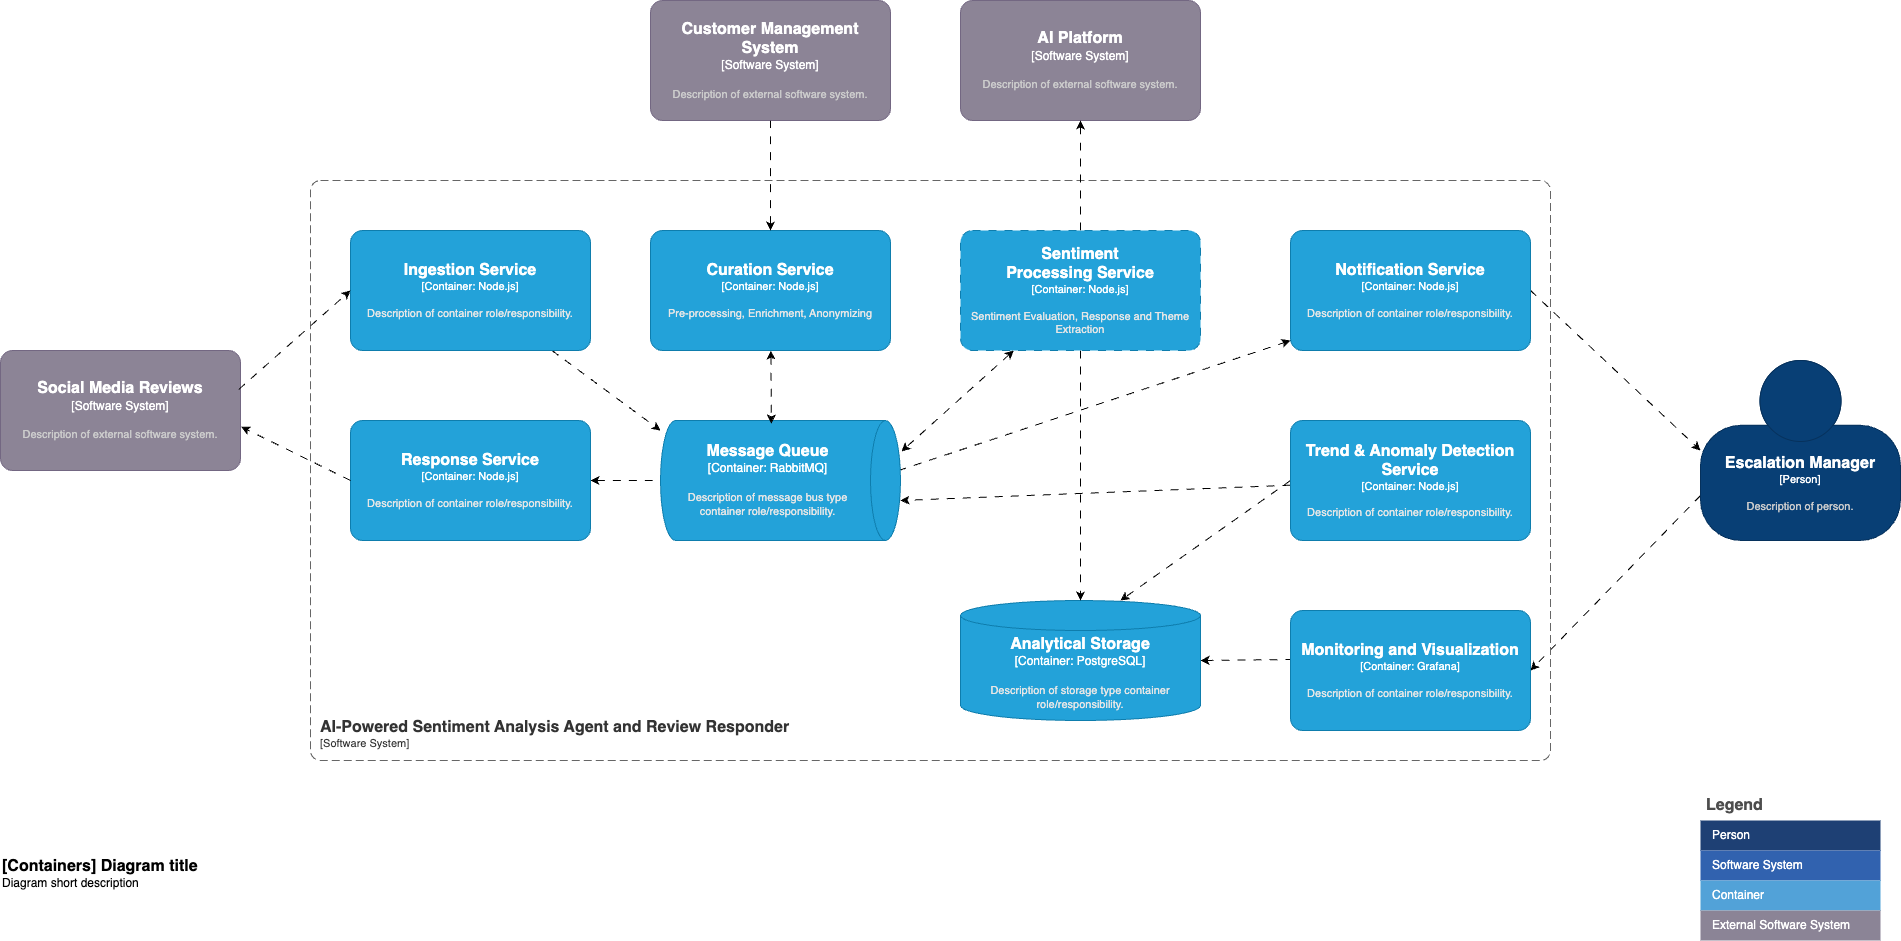 Customer Management
System
[Software System]
Description of external software system.
AI Platform
[Software System]
Description of external software system.
Ingestion Service
[Container: Node.js]
Description of container role/responsibility.
Curation Service
[Container: Node.js]
Pre-processing, Enrichment, Anonymizing
Sentiment
Processing Service
[Container: Node.js]
Sentiment Evaluation, Response and Theme
Extraction
Notification Service
[Container: Node.js]
Description of container role/responsibility.
Social Media Reviews
[Software System]
Description of external software system.
Response Service
[Container: Node.js]
Description of container role/responsibility.
Message Queue
[Container: RabbitMQ]
Description of message bus type
container role/responsibility.
Trend & Anomaly Detection
Service
[Container: Node.js]
Description of container role/responsibility.
Escalation Manager
[Person]
Description of person.
Analytical Storage
[Container: PostgreSQL]
Description of storage type container
role/responsibility.
Monitoring and Visualization
[Container: Grafana]
Description of container role/responsibility.
AI-Powered Sentiment Analysis Agent and Review Responder
[Software System]
[Containers] Diagram title
Diagram short description
Legend
Person
Software System
Container
External Software System